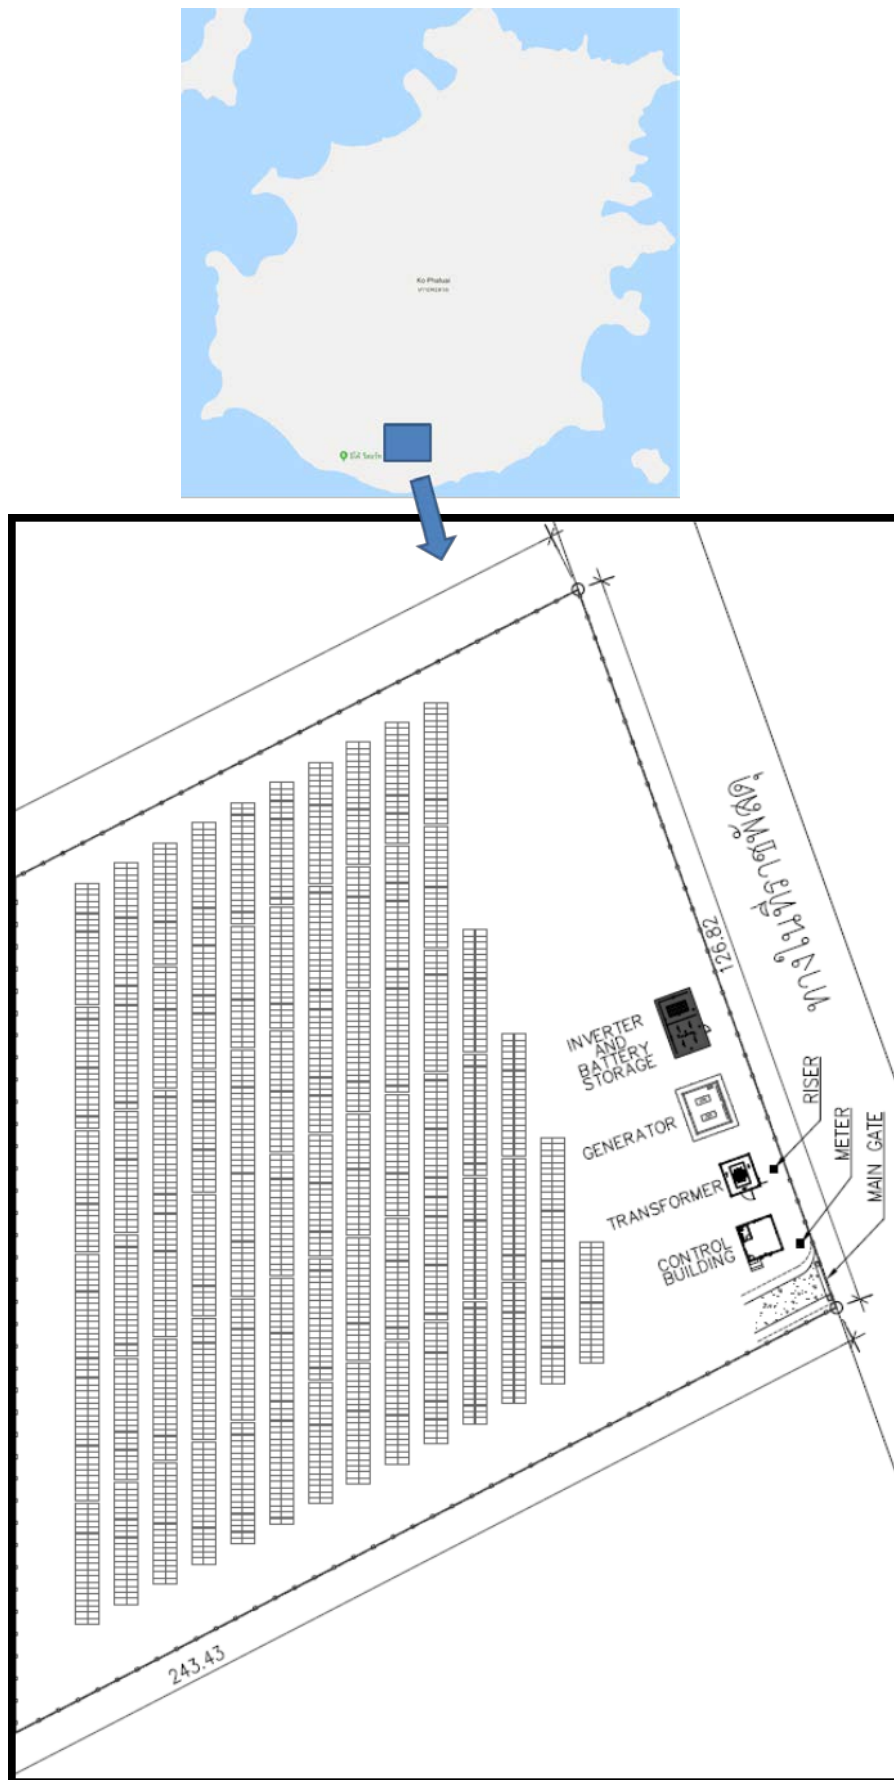 Ko Phaluai
126.82
INVERTER
AND
BATTERY
STORAGE
GENERATOR
TRANSFORMER
CONTROL
BUILDING
RISER
METER
MAIN GATE
243.43